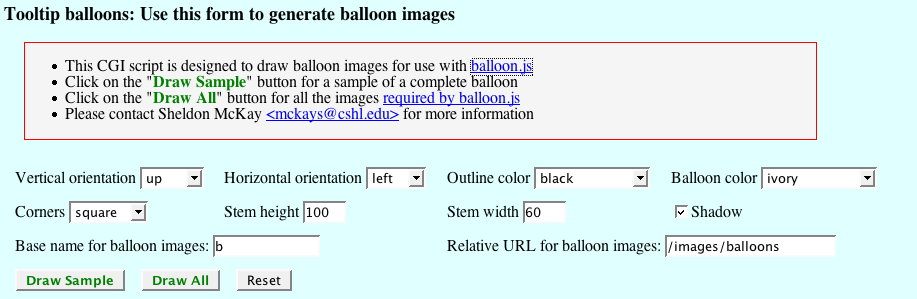 Tooltip balloons: Use this form to generate balloon images
This CGI script is designed to draw balloon images for use with balloon.js
Click on the "Draw Sample" button for a sample of a complete balloon
Click on the "Draw All" button for all the images required by balloon.js
Please contact Sheldon McKay <mckays@cshl.edu> for more information
Vertical orientation up Horizontal orientation left Outline color black Balloon color ivory
Corners square Stem height 100 Stem width 60 Shadow
Base name for balloon images: b Relative URL for balloon images: /images/balloons
Draw Sample Draw All Reset